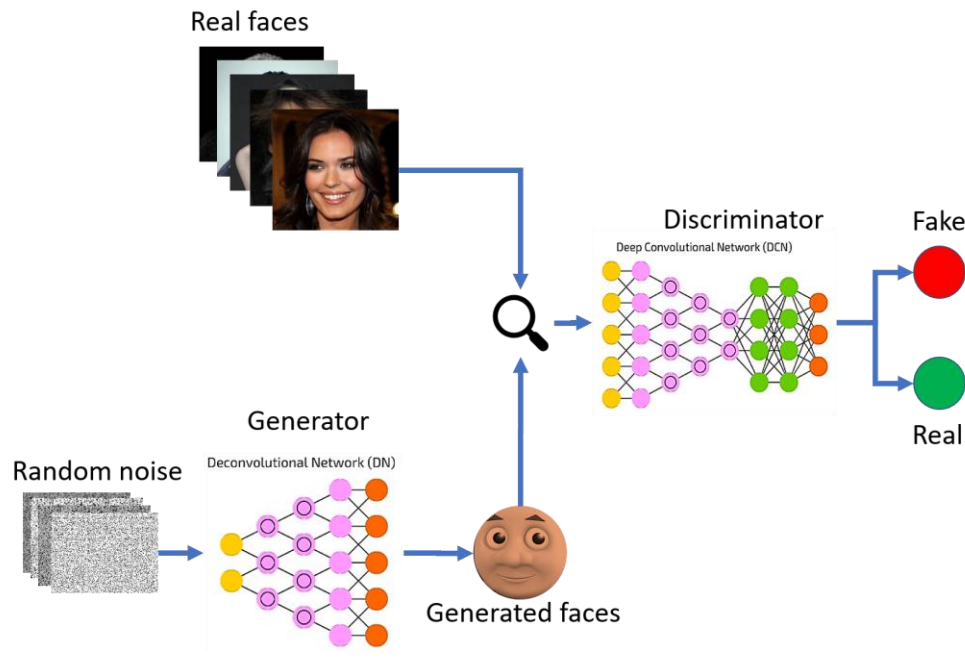 Real faces
Discriminator
Deep Convolutional Network (DCN)
Fake
Real
Generator
Deconvolutional Network (DN)
Random noise
Generated faces